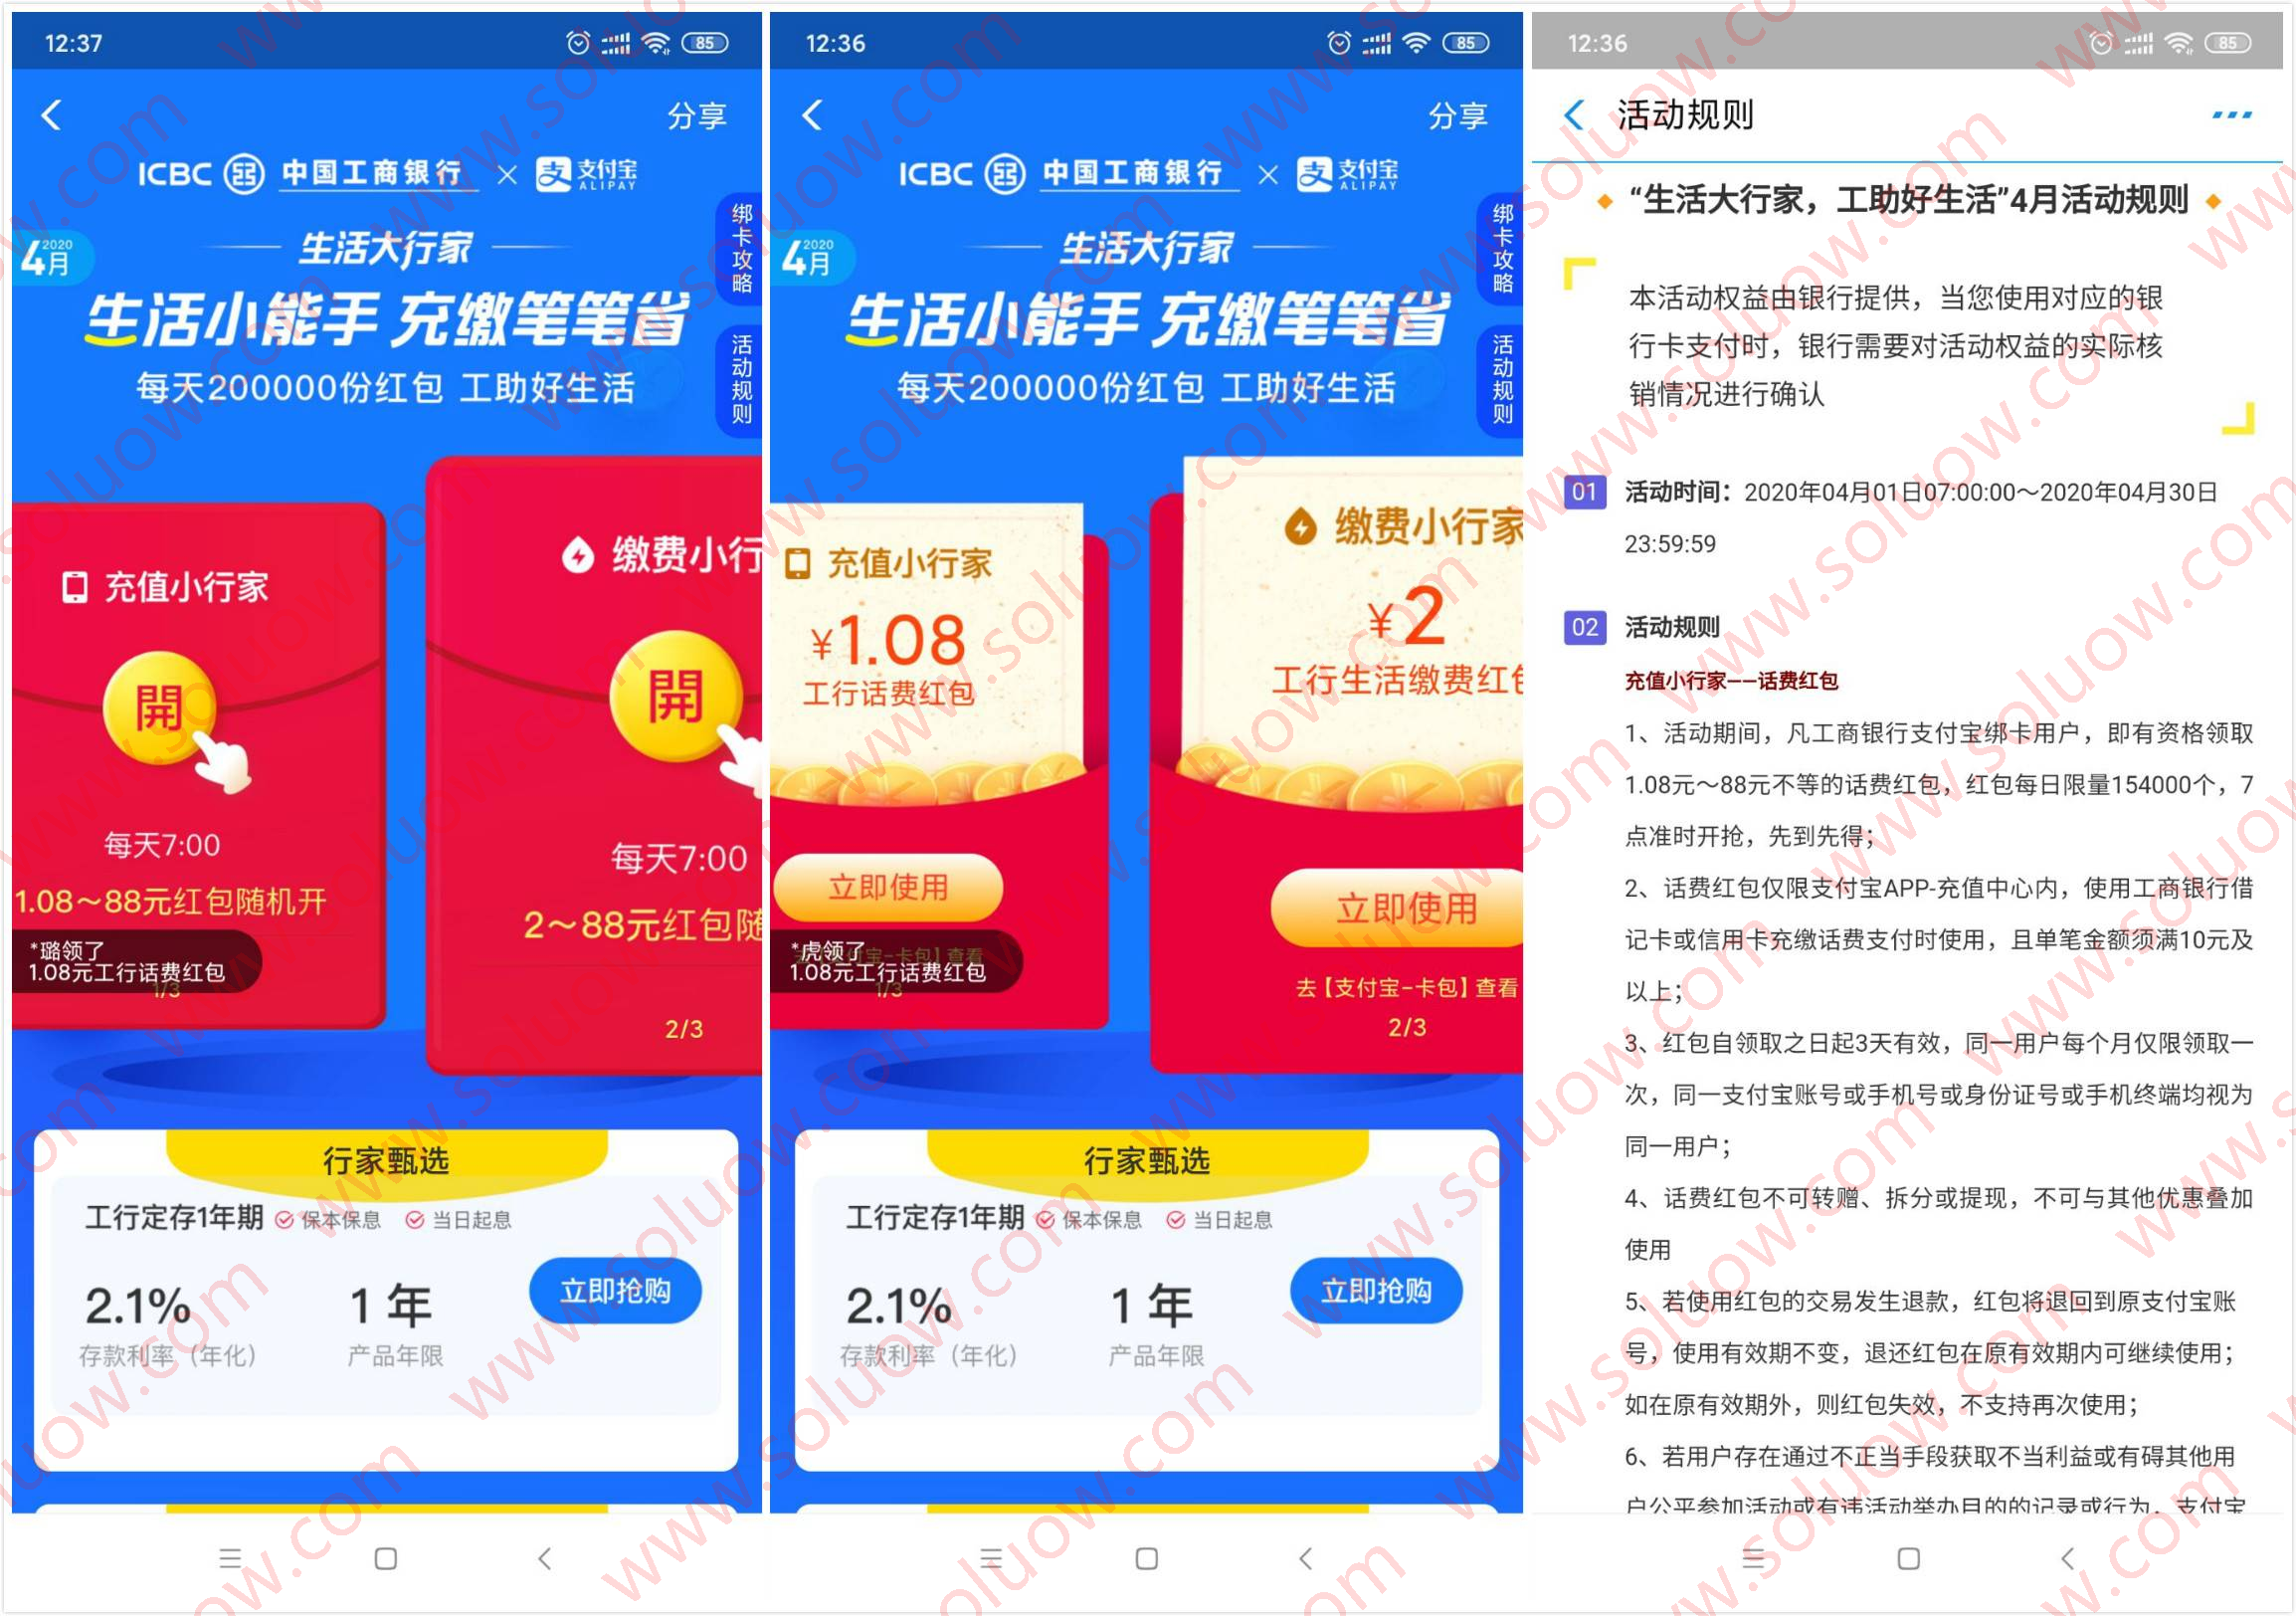 12:37
85
分享
ICBC 中国工商银行 × 支付宝
ALIPAY
绑卡攻略
2020
4月
生活大行家
生活小能手 充缴笔笔省
每天200000份红包 工助好生活
活动规则
充值小行家
開
每天7:00
1.08～88元红包随机开
*璐领了
1.08元工行话费红包
1/3
缴费小行
開
每天7:00
2～88元红包随
2/3
行家甄选
工行定存1年期 保本保息 当日起息
2.1%
存款利率（年化）
1 年
产品年限
立即抢购
12:36
85
分享
ICBC 中国工商银行 × 支付宝
ALIPAY
绑卡攻略
2020
4月
生活大行家
生活小能手 充缴笔笔省
每天200000份红包 工助好生活
活动规则
充值小行家
¥1.08
工行话费红包
立即使用
*虎领了
1.08元工行话费红包
1/3
缴费小行家
¥2
工行生活缴费红包
立即使用
去【支付宝-卡包】查看
2/3
行家甄选
工行定存1年期 保本保息 当日起息
2.1%
存款利率（年化）
1 年
产品年限
立即抢购
12:36
85
活动规则
“生活大行家，工助好生活”4月活动规则
本活动权益由银行提供，当您使用对应的银
行卡支付时，银行需要对活动权益的实际核
销情况进行确认
01 活动时间：2020年04月01日07:00:00～2020年04月30日
23:59:59
02 活动规则
充值小行家——话费红包
1、活动期间，凡工商银行支付宝绑卡用户，即有资格领取
1.08元～88元不等的话费红包，红包每日限量154000个，7
点准时开抢，先到先得；
2、话费红包仅限支付宝APP-充值中心内，使用工商银行借
记卡或信用卡充缴话费支付时使用，且单笔金额须满10元及
以上；
3、红包自领取之日起3天有效，同一用户每个月仅限领取一
次，同一支付宝账号或手机号或身份证号或手机终端均视为
同一用户；
4、话费红包不可转赠、拆分或提现，不可与其他优惠叠加
使用
5、若使用红包的交易发生退款，红包将退回到原支付宝账
号，使用有效期不变，退还红包在原有效期内可继续使用；
如在原有效期外，则红包失效，不支持再次使用；
6、若用户存在通过不正当手段获取不当利益或有碍其他用
户公平参加活动或有违活动举办目的的记录或行为，支付宝
www.soluow.com